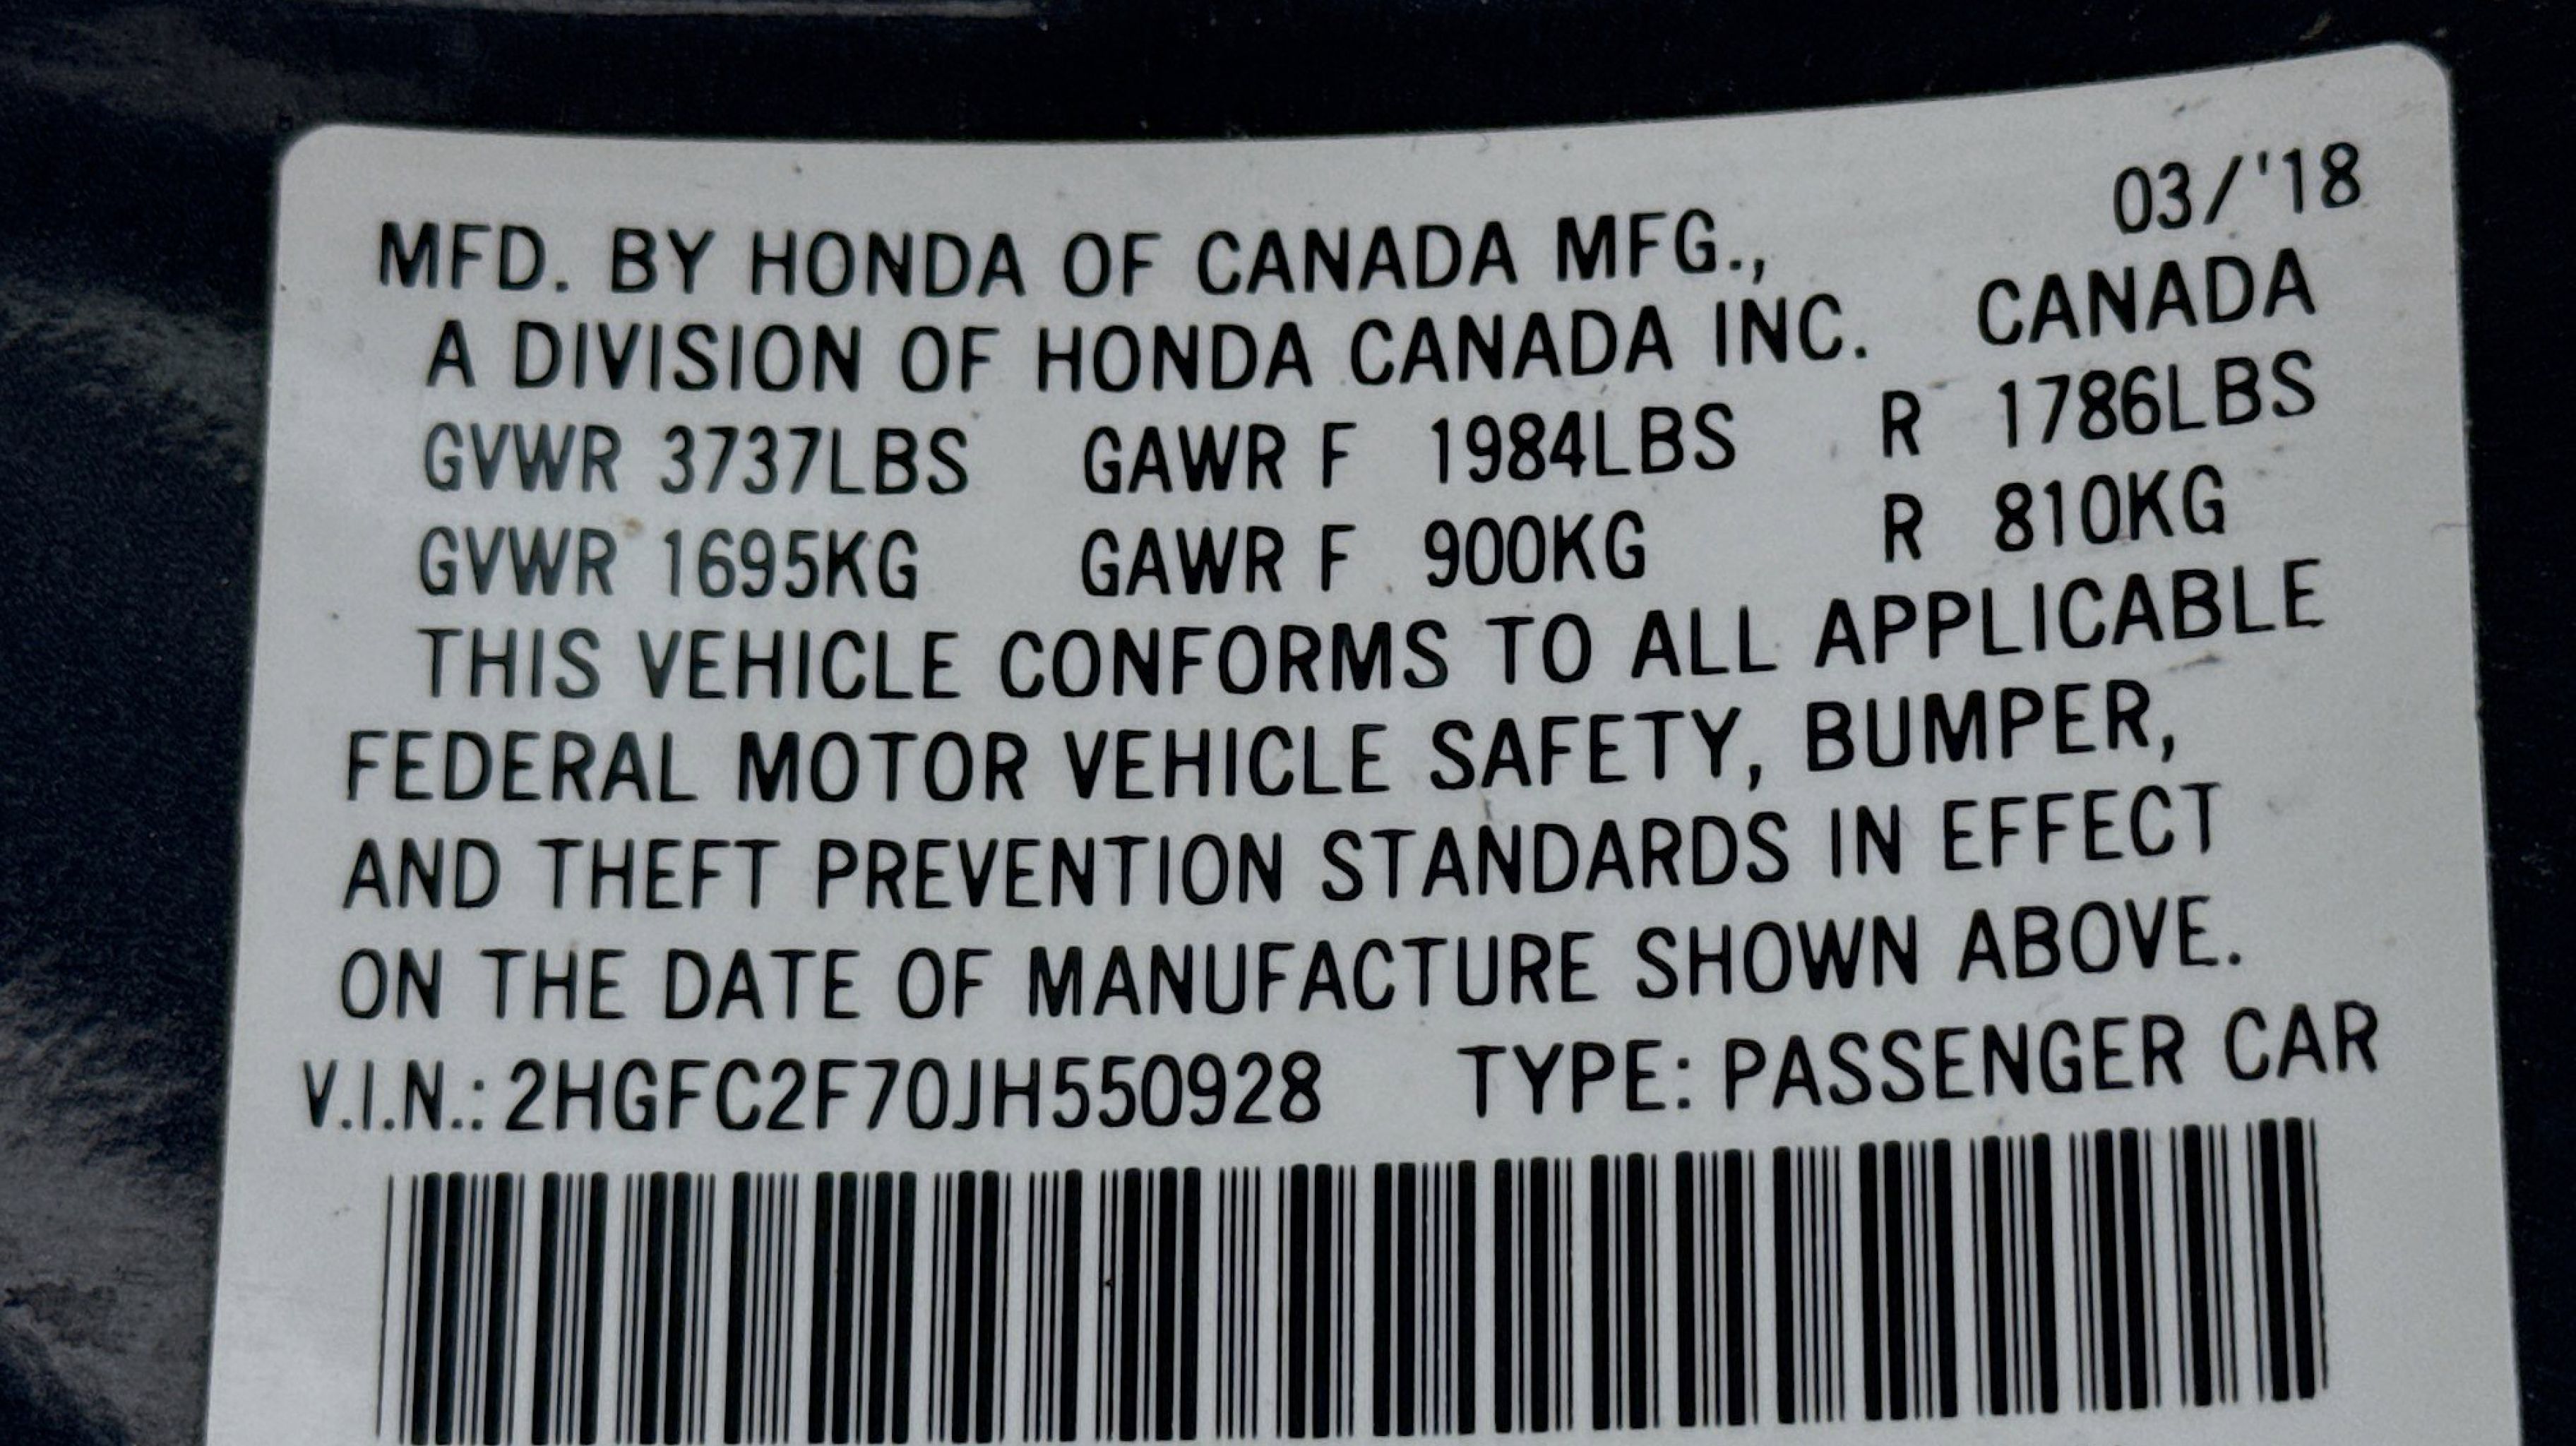 03/'18
MFD. BY HONDA OF CANADA MFG.,
A DIVISION OF HONDA CANADA INC. CANADA
GVWR 3737LBS GAWR F 1984LBS R 1786LBS
GVWR 1695KG GAWR F 900KG R 810KG
THIS VEHICLE CONFORMS TO ALL APPLICABLE
FEDERAL MOTOR VEHICLE SAFETY, BUMPER,
AND THEFT PREVENTION STANDARDS IN EFFECT
ON THE DATE OF MANUFACTURE SHOWN ABOVE.
V.I.N.: 2HGFC2F70JH550928 TYPE: PASSENGER CAR